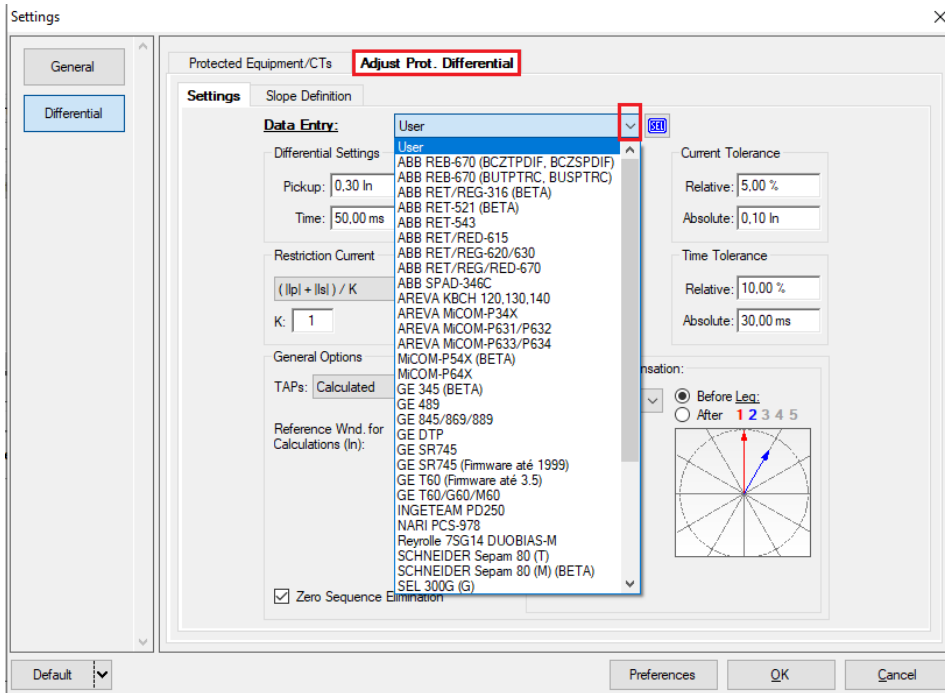 Settings
General
Differential
Protected Equipment/CTs
Adjust Prot. Differential
Settings
Slope Definition
Data Entry:
User
SEL
User
ABB REB-670 (BCZTPDIF, BCZSPDIF)
ABB REB-670 (BUTPTRC, BUSPTRC)
ABB RET/REG-316 (BETA)
ABB RET-521 (BETA)
ABB RET-543
ABB RET/RED-615
ABB RET/REG-620/630
ABB RET/REG/RED-670
ABB SPAD-346C
AREVA KBCH 120,130,140
AREVA MiCOM-P34X
AREVA MiCOM-P631/P632
AREVA MiCOM-P633/P634
MiCOM-P54X (BETA)
MiCOM-P64X
GE 345 (BETA)
GE 489
GE 845/869/889
GE DTP
GE SR745
GE SR745 (Firmware até 1999)
GE T60 (Firmware até 3.5)
GE T60/G60/M60
INGETEAM PD250
NARI PCS-978
Reyrolle 7SG14 DUOBIAS-M
SCHNEIDER Sepam 80 (T)
SCHNEIDER Sepam 80 (M) (BETA)
SEL 300G (G)
Differential Settings
Pickup: 0,30 In
Time: 50,00 ms
Restriction Current
( |Ip| + |Is| ) / K
K: 1
General Options
TAPs: Calculated
Reference Wnd. for
Calculations (In):
Zero Sequence Elimination
Current Tolerance
Relative: 5,00 %
Absolute: 0,10 In
Time Tolerance
Relative: 10,00 %
Absolute: 30,00 ms
nsation:
Before Leg:
After 1 2 3 4 5
Default
Preferences
OK
Cancel